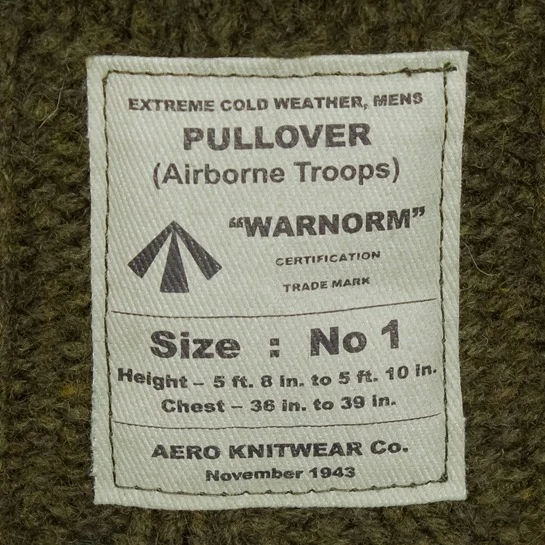 EXTREME COLD WEATHER, MENS
PULLOVER
(Airborne Troops)
“WARNORM”
CERTIFICATION
TRADE MARK
Size : No 1
Height – 5 ft. 8 in. to 5 ft. 10 in.
Chest – 36 in. to 39 in.
AERO KNITWEAR Co.
November 1943